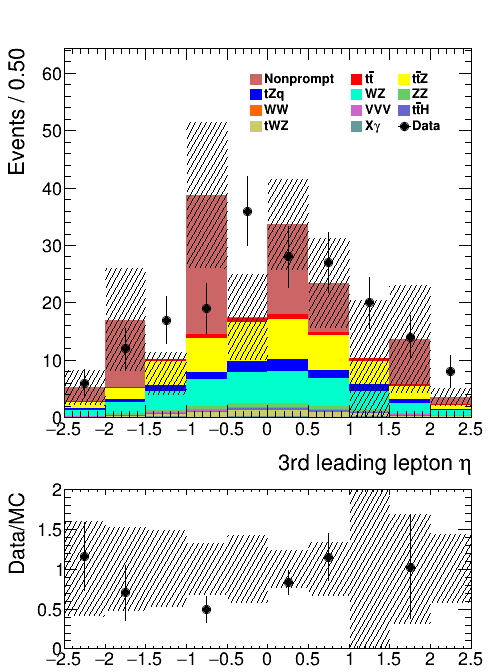 Events / 0.50
60
50
40
30
20
10
0
Nonprompt tt̄ tt̄Z
tZq WZ ZZ
WW VVV tt̄H
tWZ Xγ Data
−2.5 −2 −1.5 −1 −0.5 0 0.5 1 1.5 2 2.5
3rd leading lepton η
Data/MC
2
1.5
1
0.5
0
−2.5 −2 −1.5 −1 −0.5 0 0.5 1 1.5 2 2.5